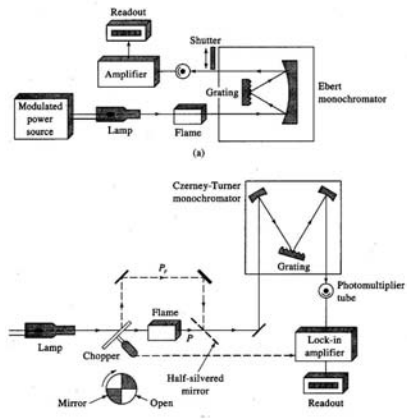 Readout
Shutter
Amplifier
Grating
Ebert
monochromator
Modulated
power
source
Lamp
Flame
(a)
Czerney-Turner
monochromator
Grating
Photomultiplier
tube
Pr
Flame
P
Lamp
Chopper
Lock-in
amplifier
Half-silvered
mirror
Readout
Mirror
Open